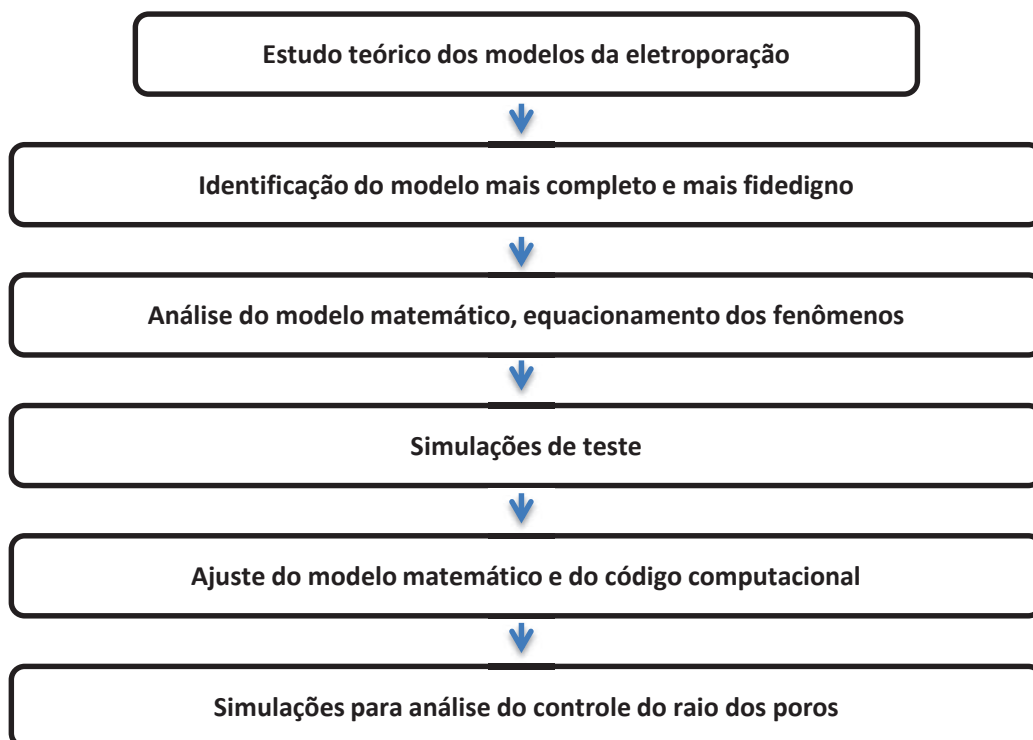 Estudo teórico dos modelos da eletroporação
Identificação do modelo mais completo e mais fidedigno
Análise do modelo matemático, equacionamento dos fenômenos
Simulações de teste
Ajuste do modelo matemático e do código computacional
Simulações para análise do controle do raio dos poros